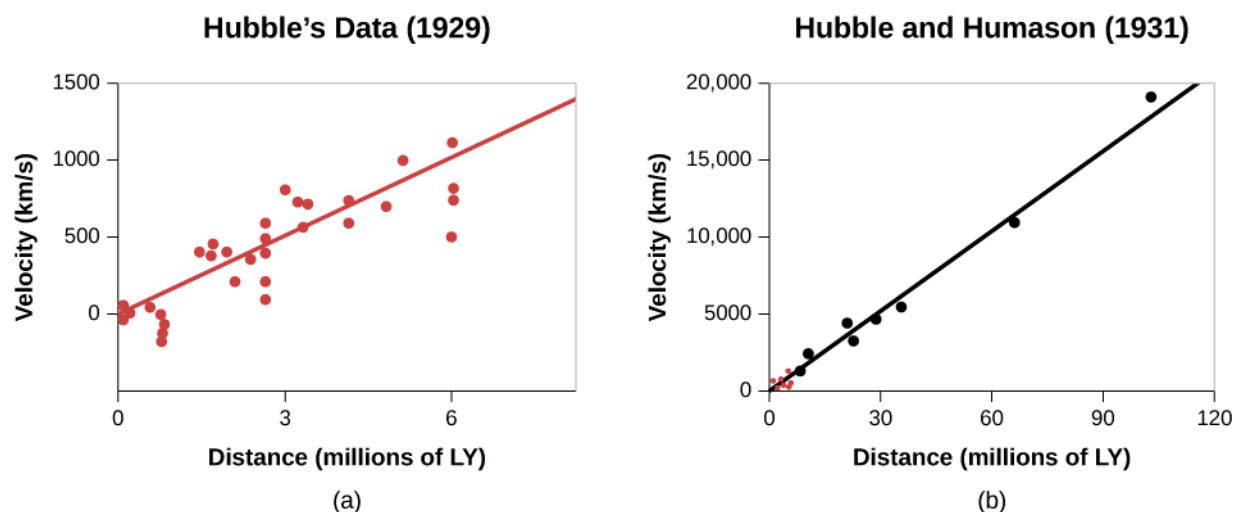 Hubble’s Data (1929)
1500
1000
500
0
Velocity (km/s)
0 3 6
Distance (millions of LY)
(a)
Hubble and Humason (1931)
20,000
15,000
10,000
5000
0
Velocity (km/s)
0 30 60 90 120
Distance (millions of LY)
(b)